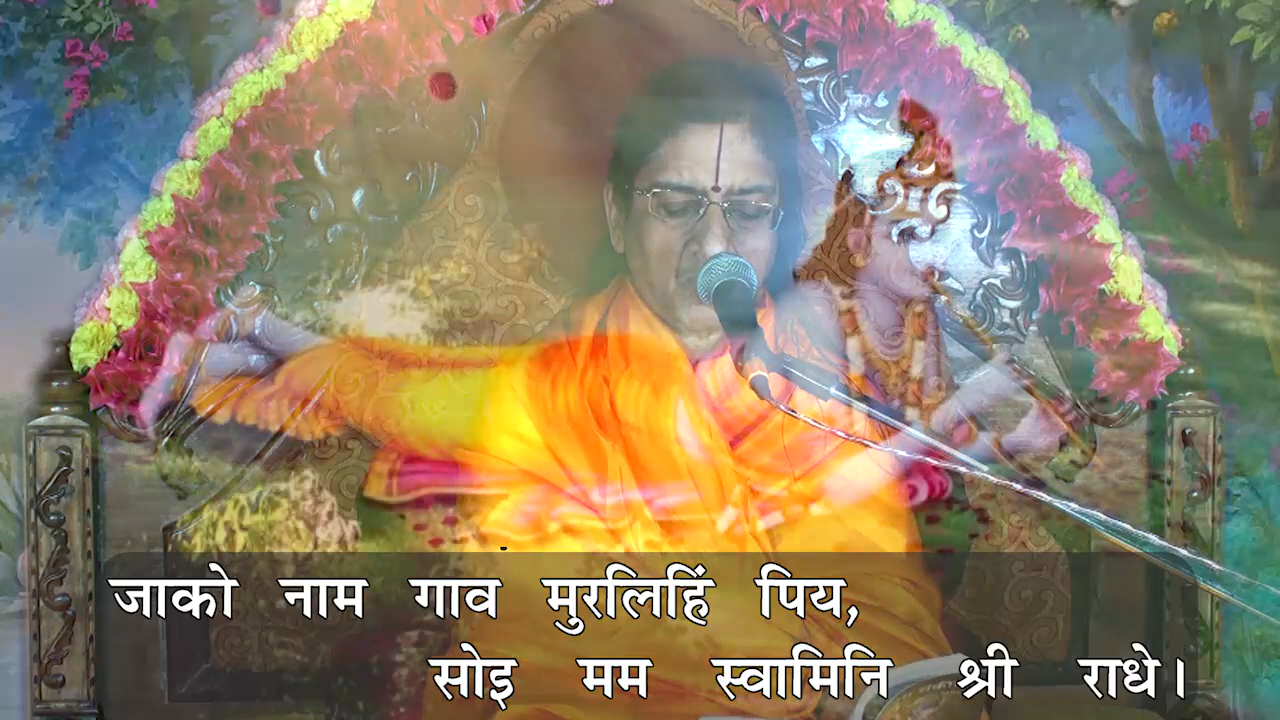 जाको नाम गाव मुरलिहिं पिय,
सोइ मम स्वामिनि श्री राधे।